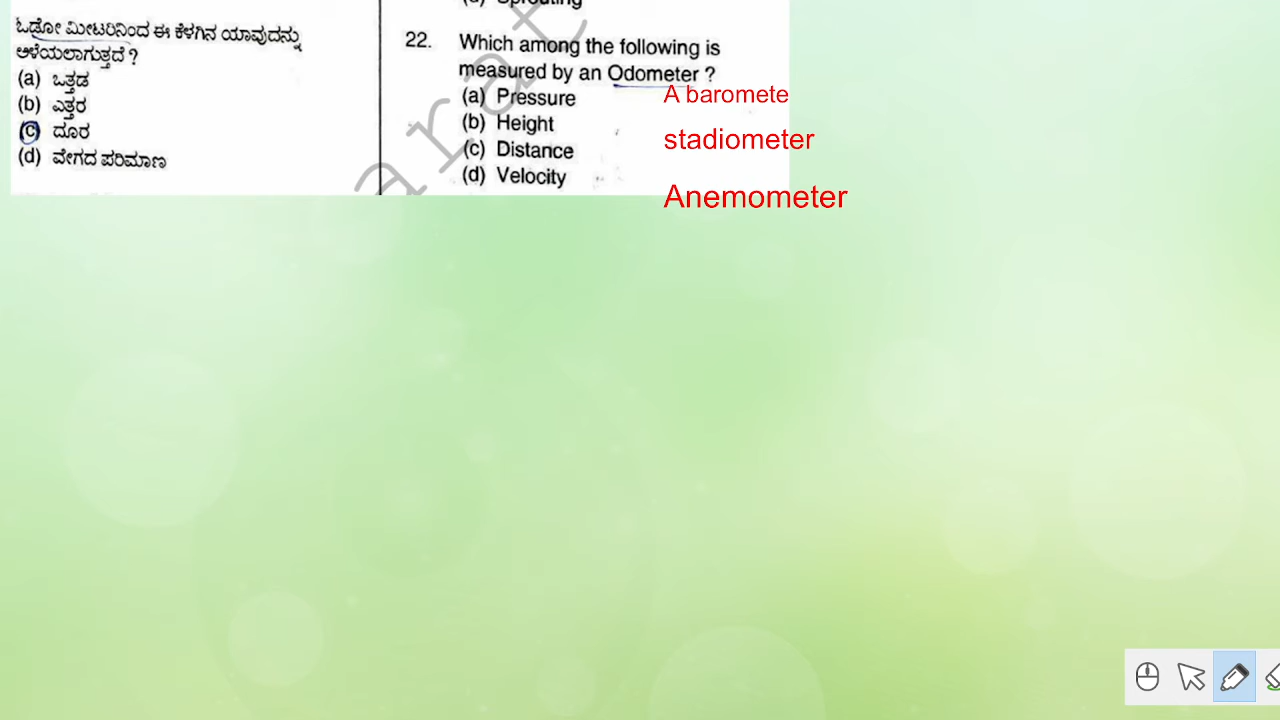 ಓಡೋ ಮೀಟರಿನಿಂದ ಈ ಕೆಳಗಿನ ಯಾವುದನ್ನು
ಅಳೆಯಲಾಗುತ್ತದೆ ?
(a) ಒತ್ತಡ
(b) ಎತ್ತರ
(c) ದೂರ
(d) ವೇಗದ ಪರಿಮಾಣ
22. Which among the following is
measured by an Odometer ?
(a) Pressure
(b) Height
(c) Distance
(d) Velocity
A baromete
stadiometer
Anemometer